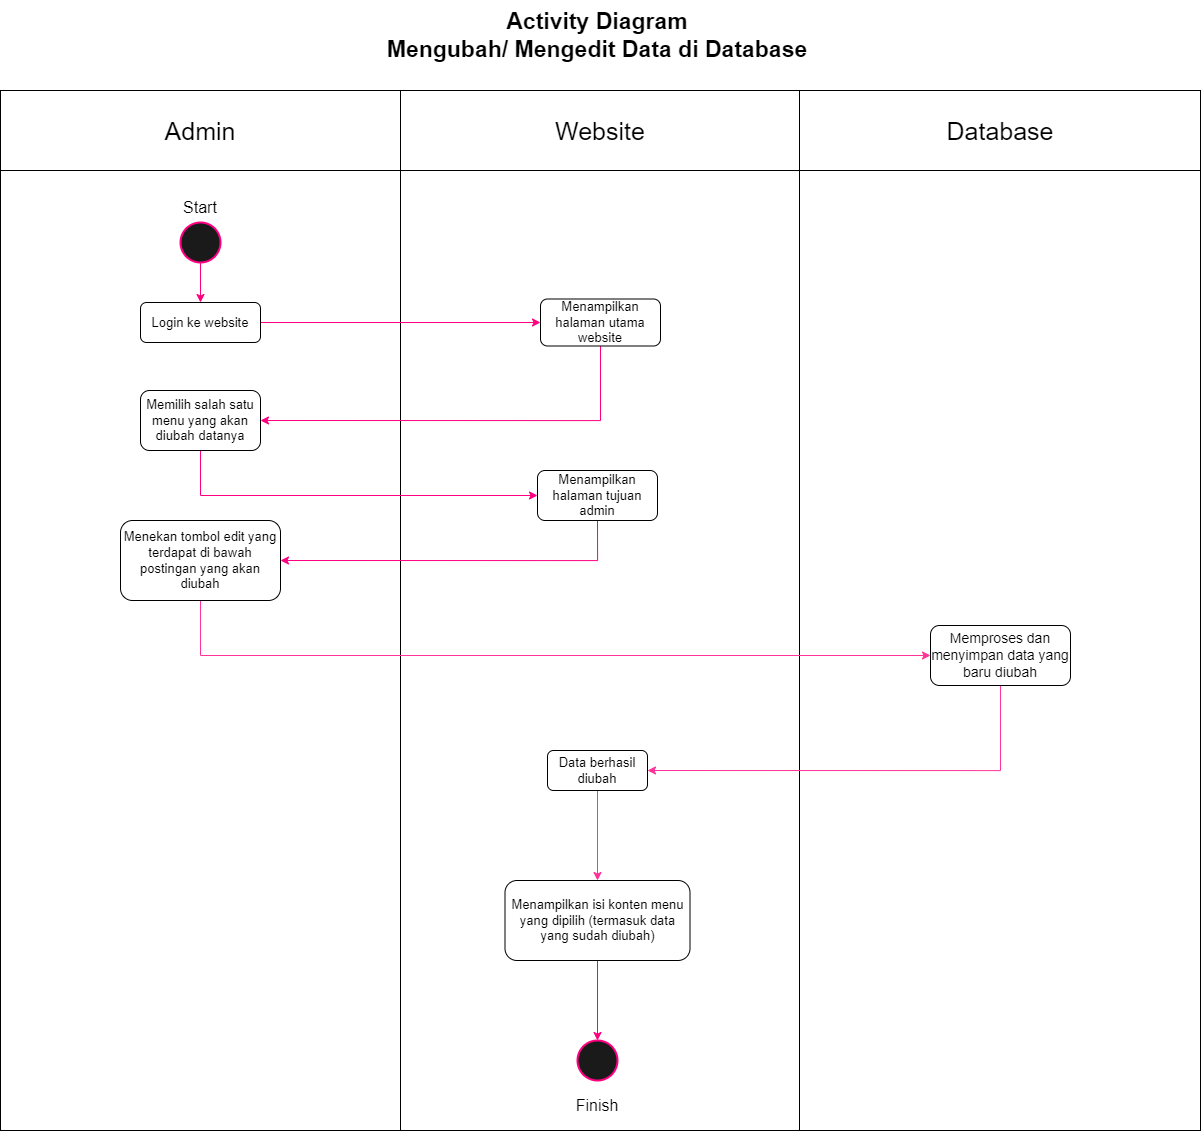 Activity Diagram
Mengubah/ Mengedit Data di Database
Admin
Website
Database
Start
Login ke website
Menampilkan
halaman utama
website
Memilih salah satu
menu yang akan
diubah datanya
Menampilkan
halaman tujuan
admin
Menekan tombol edit yang
terdapat di bawah
postingan yang akan
diubah
Memproses dan
menyimpan data yang
baru diubah
Data berhasil
diubah
Menampilkan isi konten menu
yang dipilih (termasuk data
yang sudah diubah)
Finish